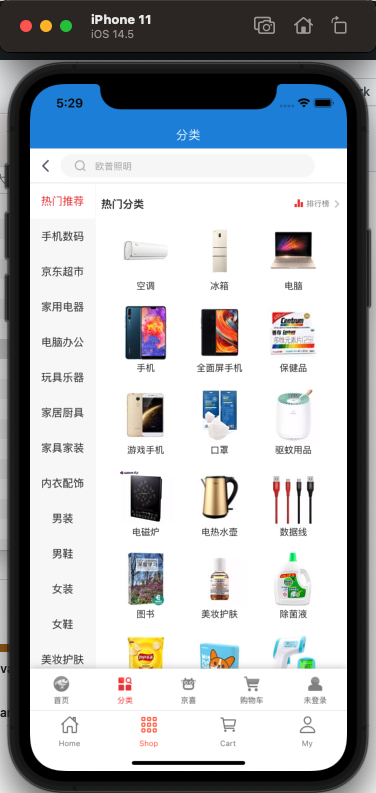 iPhone 11
iOS 14.5
5:29
分类
欧普照明
热门推荐
手机数码
京东超市
家用电器
电脑办公
玩具乐器
家居厨具
家具家装
内衣配饰
男装
男鞋
女装
女鞋
美妆护肤
热门分类
排行榜
空调
冰箱
电脑
手机
全面屏手机
保健品
游戏手机
口罩
驱蚊用品
电磁炉
电热水壶
数据线
图书
美妆护肤
除菌液
Centrum
首页
分类
京喜
购物车
未登录
Home
Shop
Cart
My